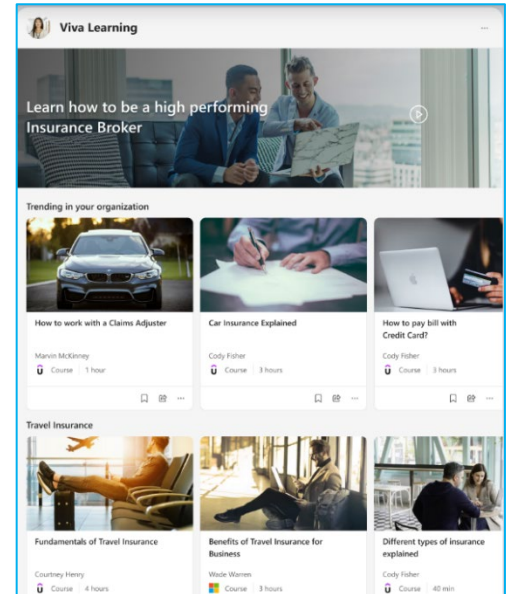 Viva Learning
Learn how to be a high performing
Insurance Broker
Trending in your organization
How to work with a Claims Adjuster
Marvin McKinney
Course | 1 hour
Car Insurance Explained
Cody Fisher
Course | 3 hours
How to pay bill with
Credit Card?
Cody Fisher
Course | 3 hours
Travel Insurance
Fundamentals of Travel Insurance
Courtney Henry
Course | 4 hours
Benefits of Travel Insurance for
Business
Wade Warren
Course | 3 hours
Different types of insurance
explained
Cody Fisher
Course | 40 min